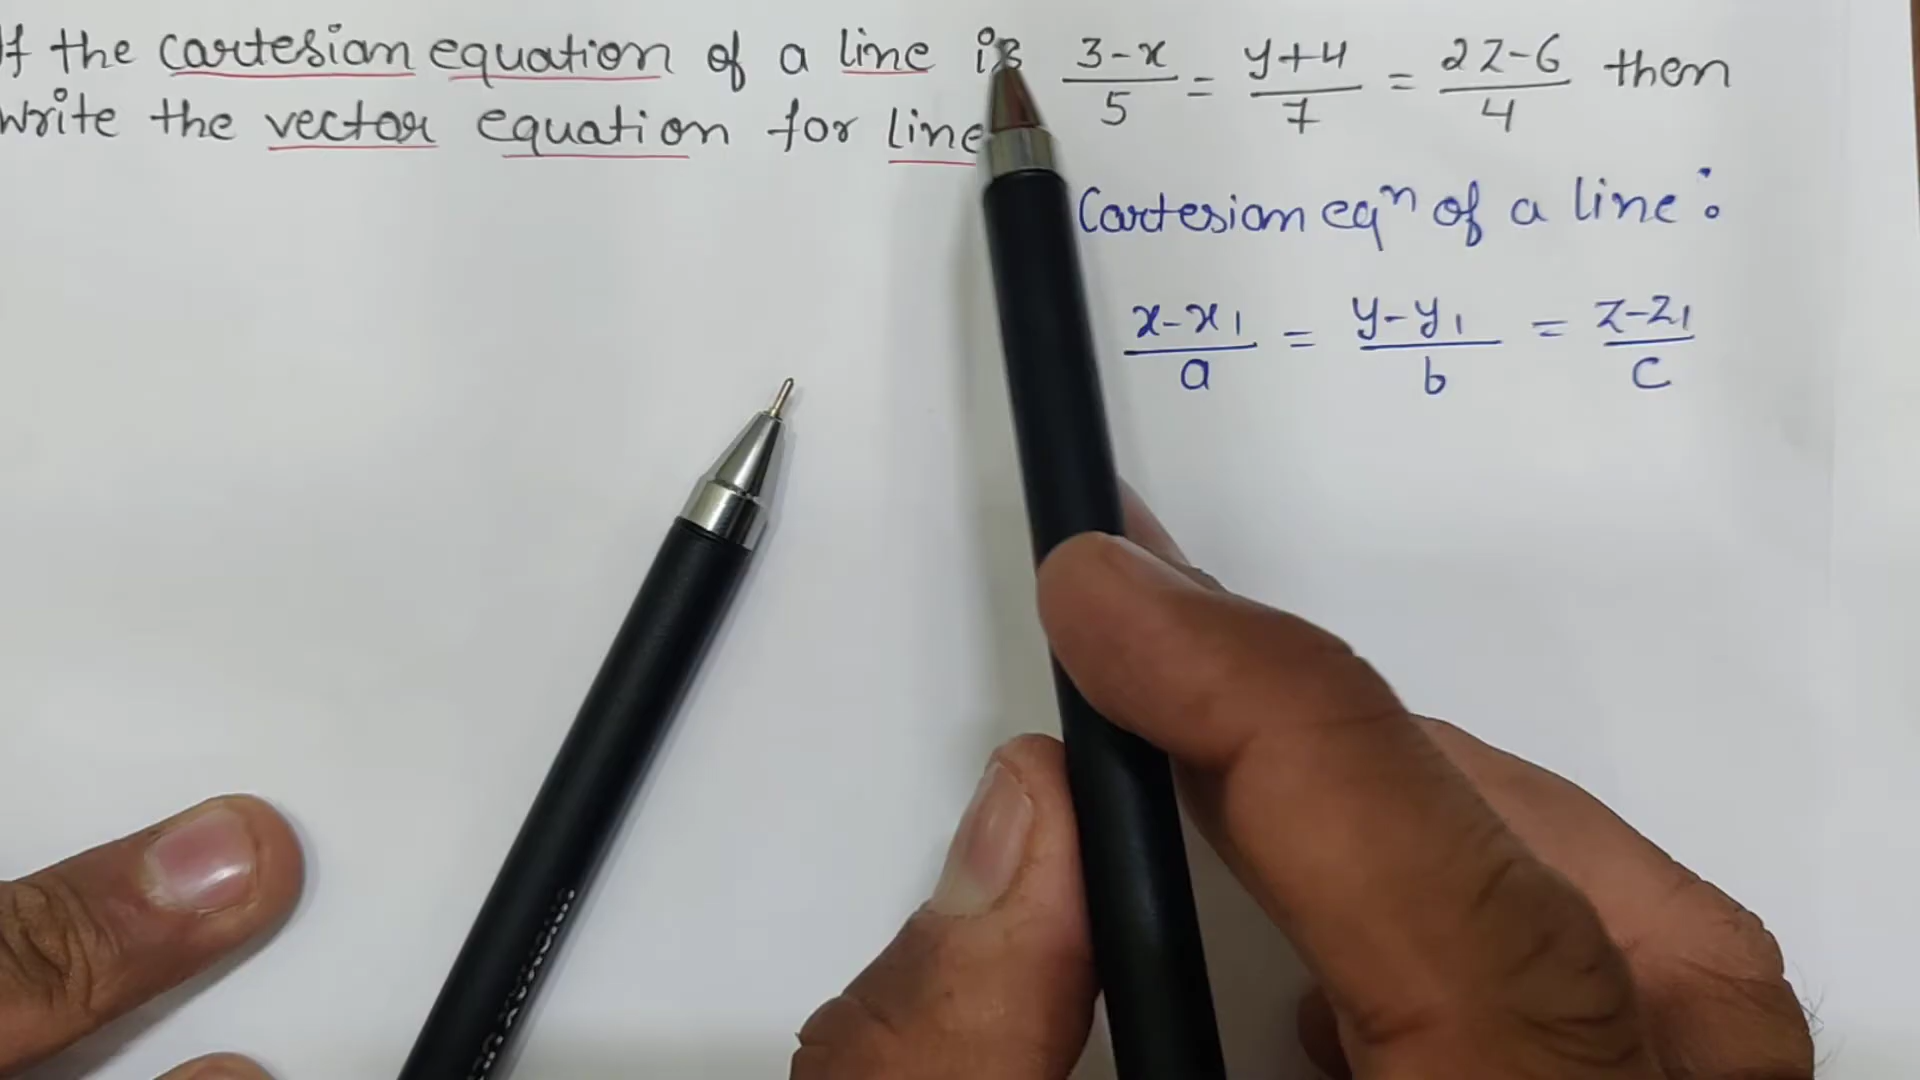 If the cartesian equation of a line is 3-x/5 = y+4/7 = 2z-6/4 then
write the vector equation for line
Cartesian eqⁿ of a line :
x-x₁/a = y-y₁/b = z-z₁/c